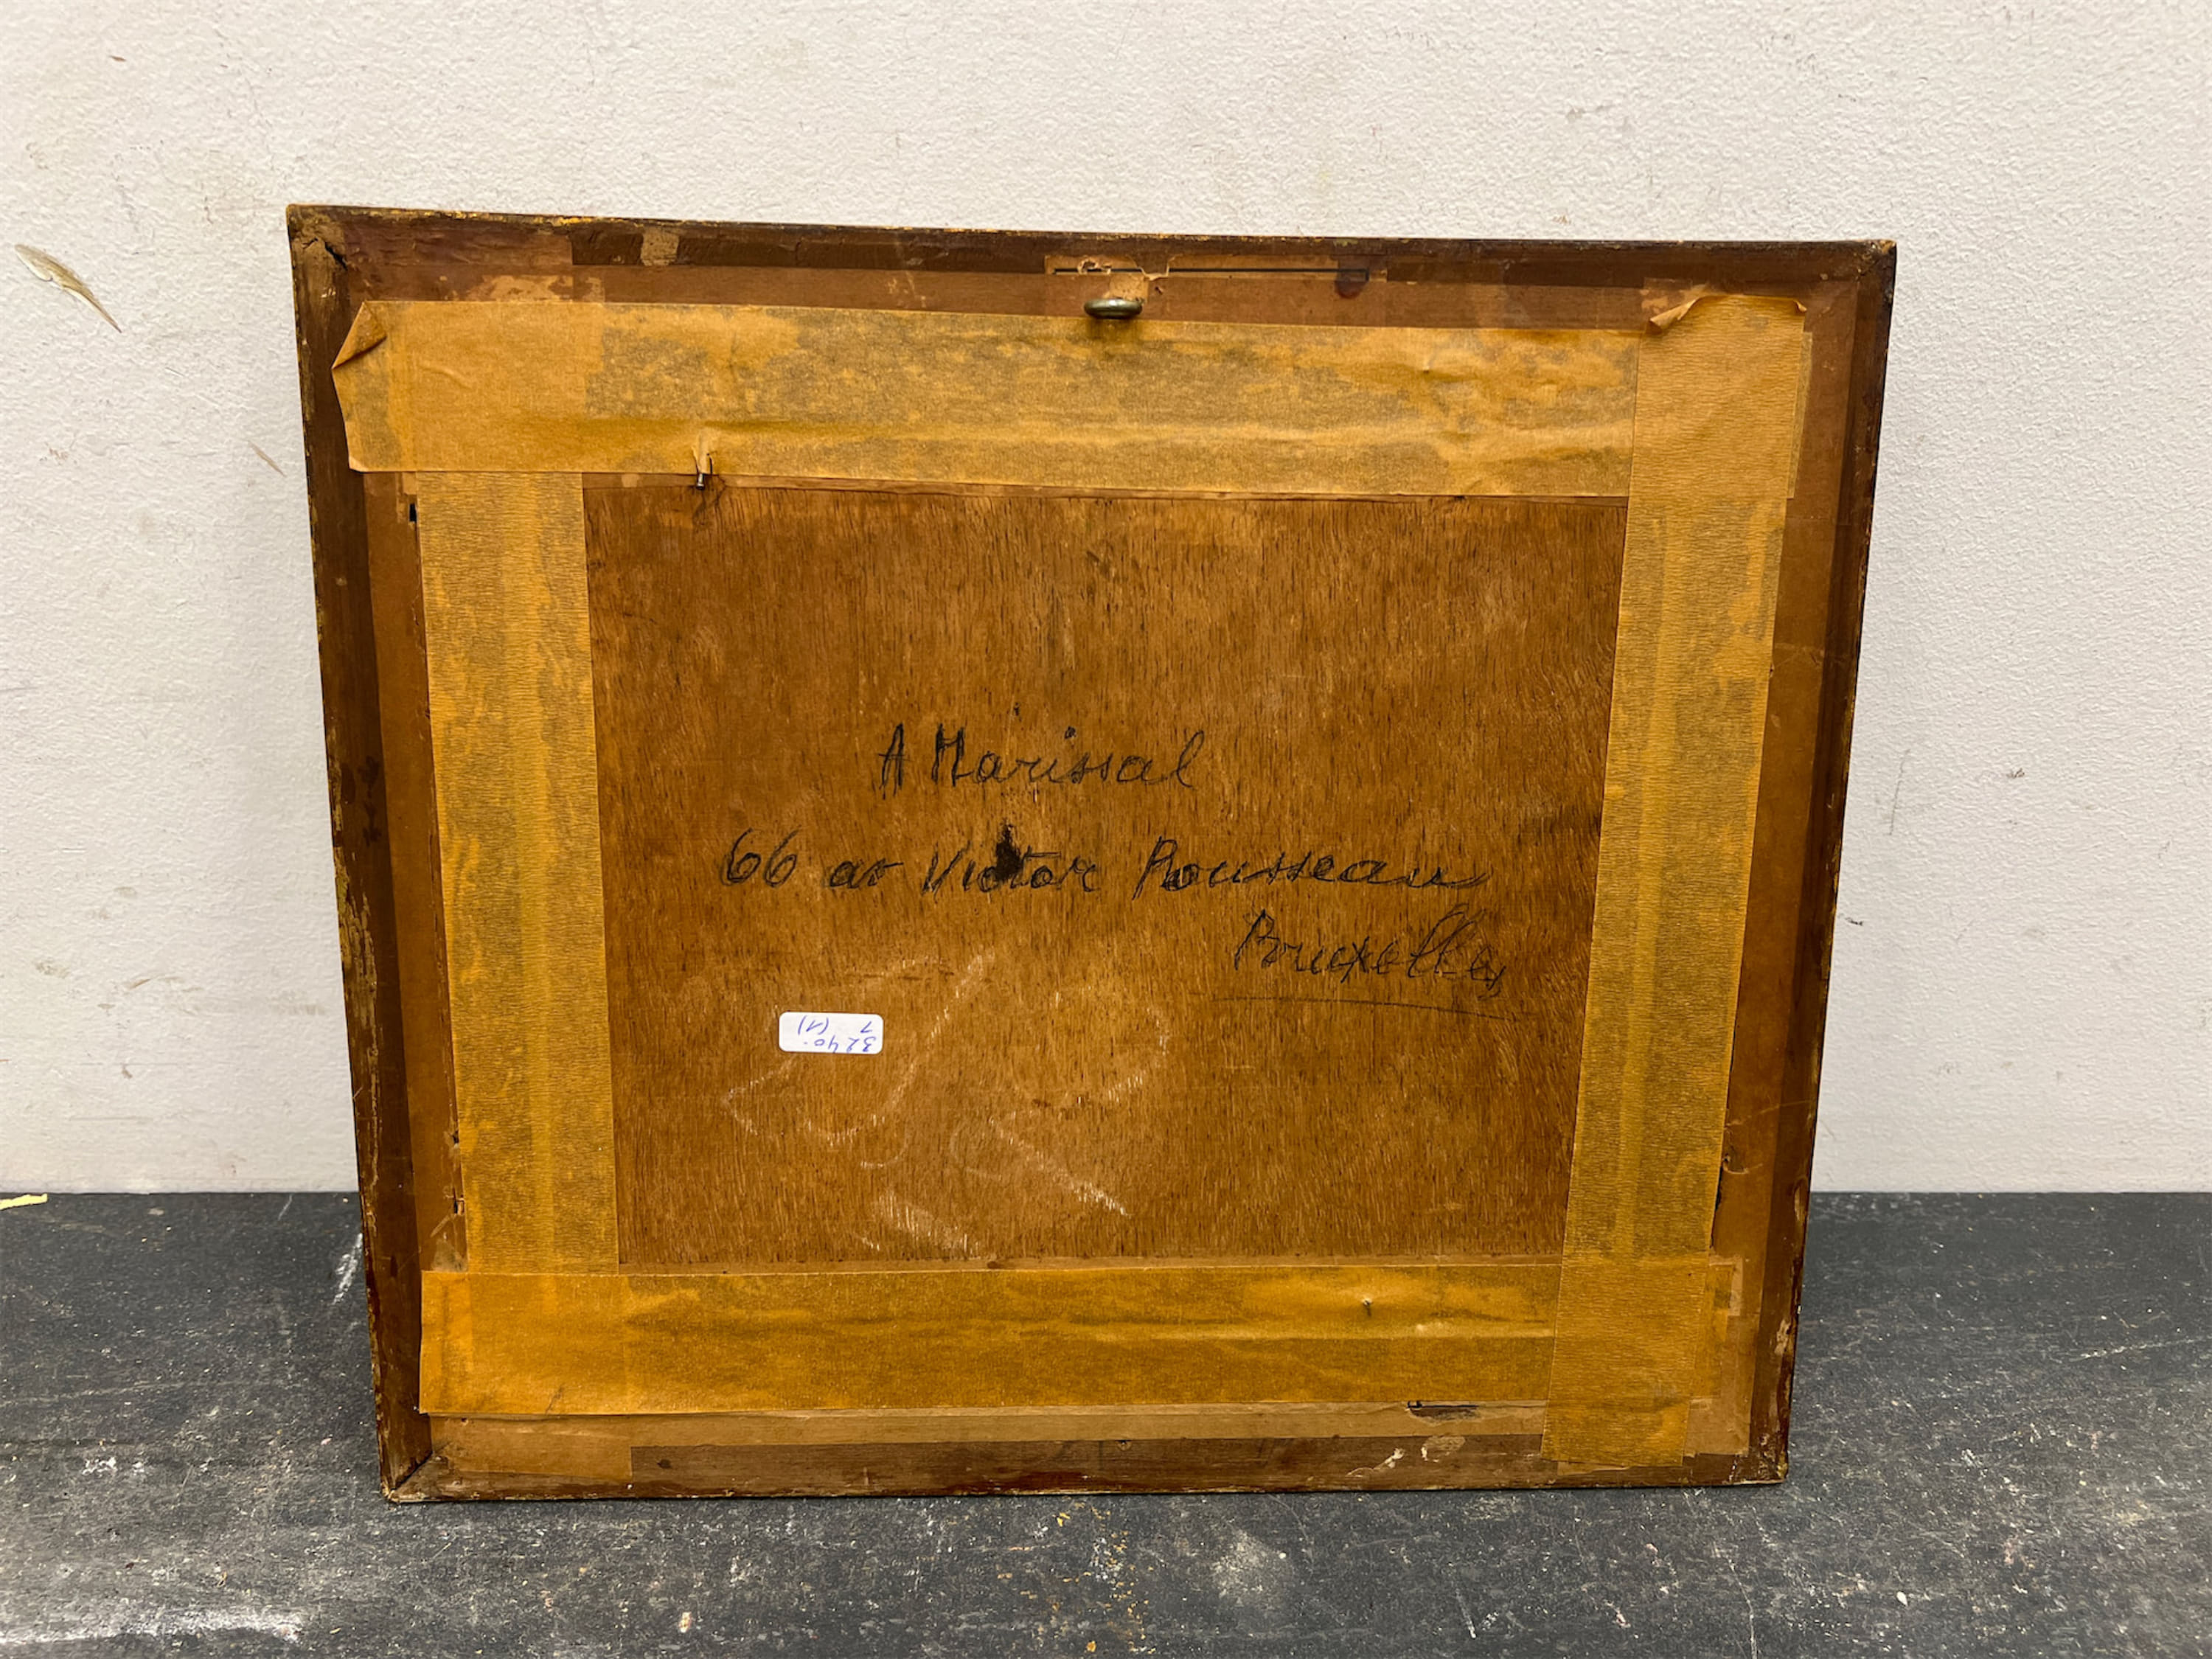 A Marissal
66 av Victor Rousseau
Bruxelles
3240.
7 (1)